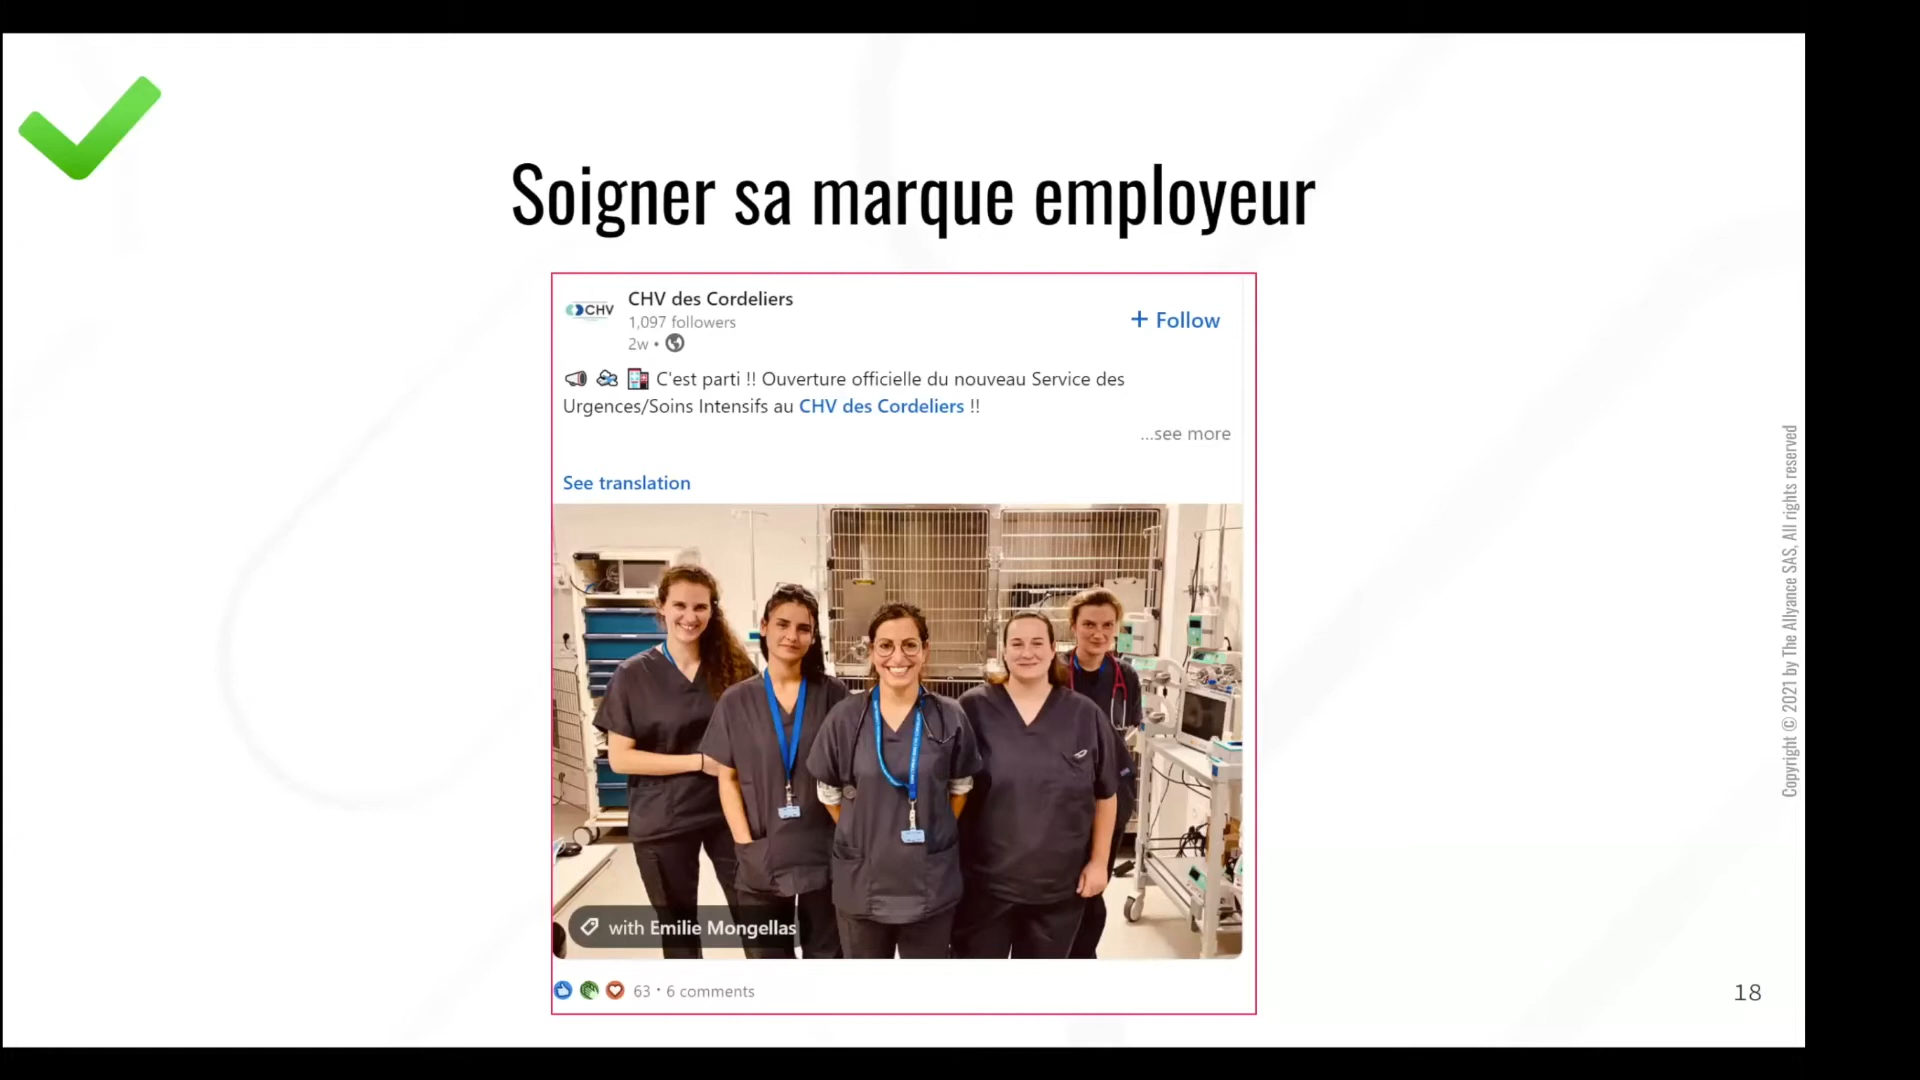 Soigner sa marque employeur
CHV
CHV des Cordeliers
1,097 followers
+ Follow
2w •
C'est parti !! Ouverture officielle du nouveau Service des
Urgences/Soins Intensifs au CHV des Cordeliers !!
...see more
See translation
with Emilie Mongellas
63 • 6 comments
Copyright © 2021 by The Allyance SAS, All rights reserved
18